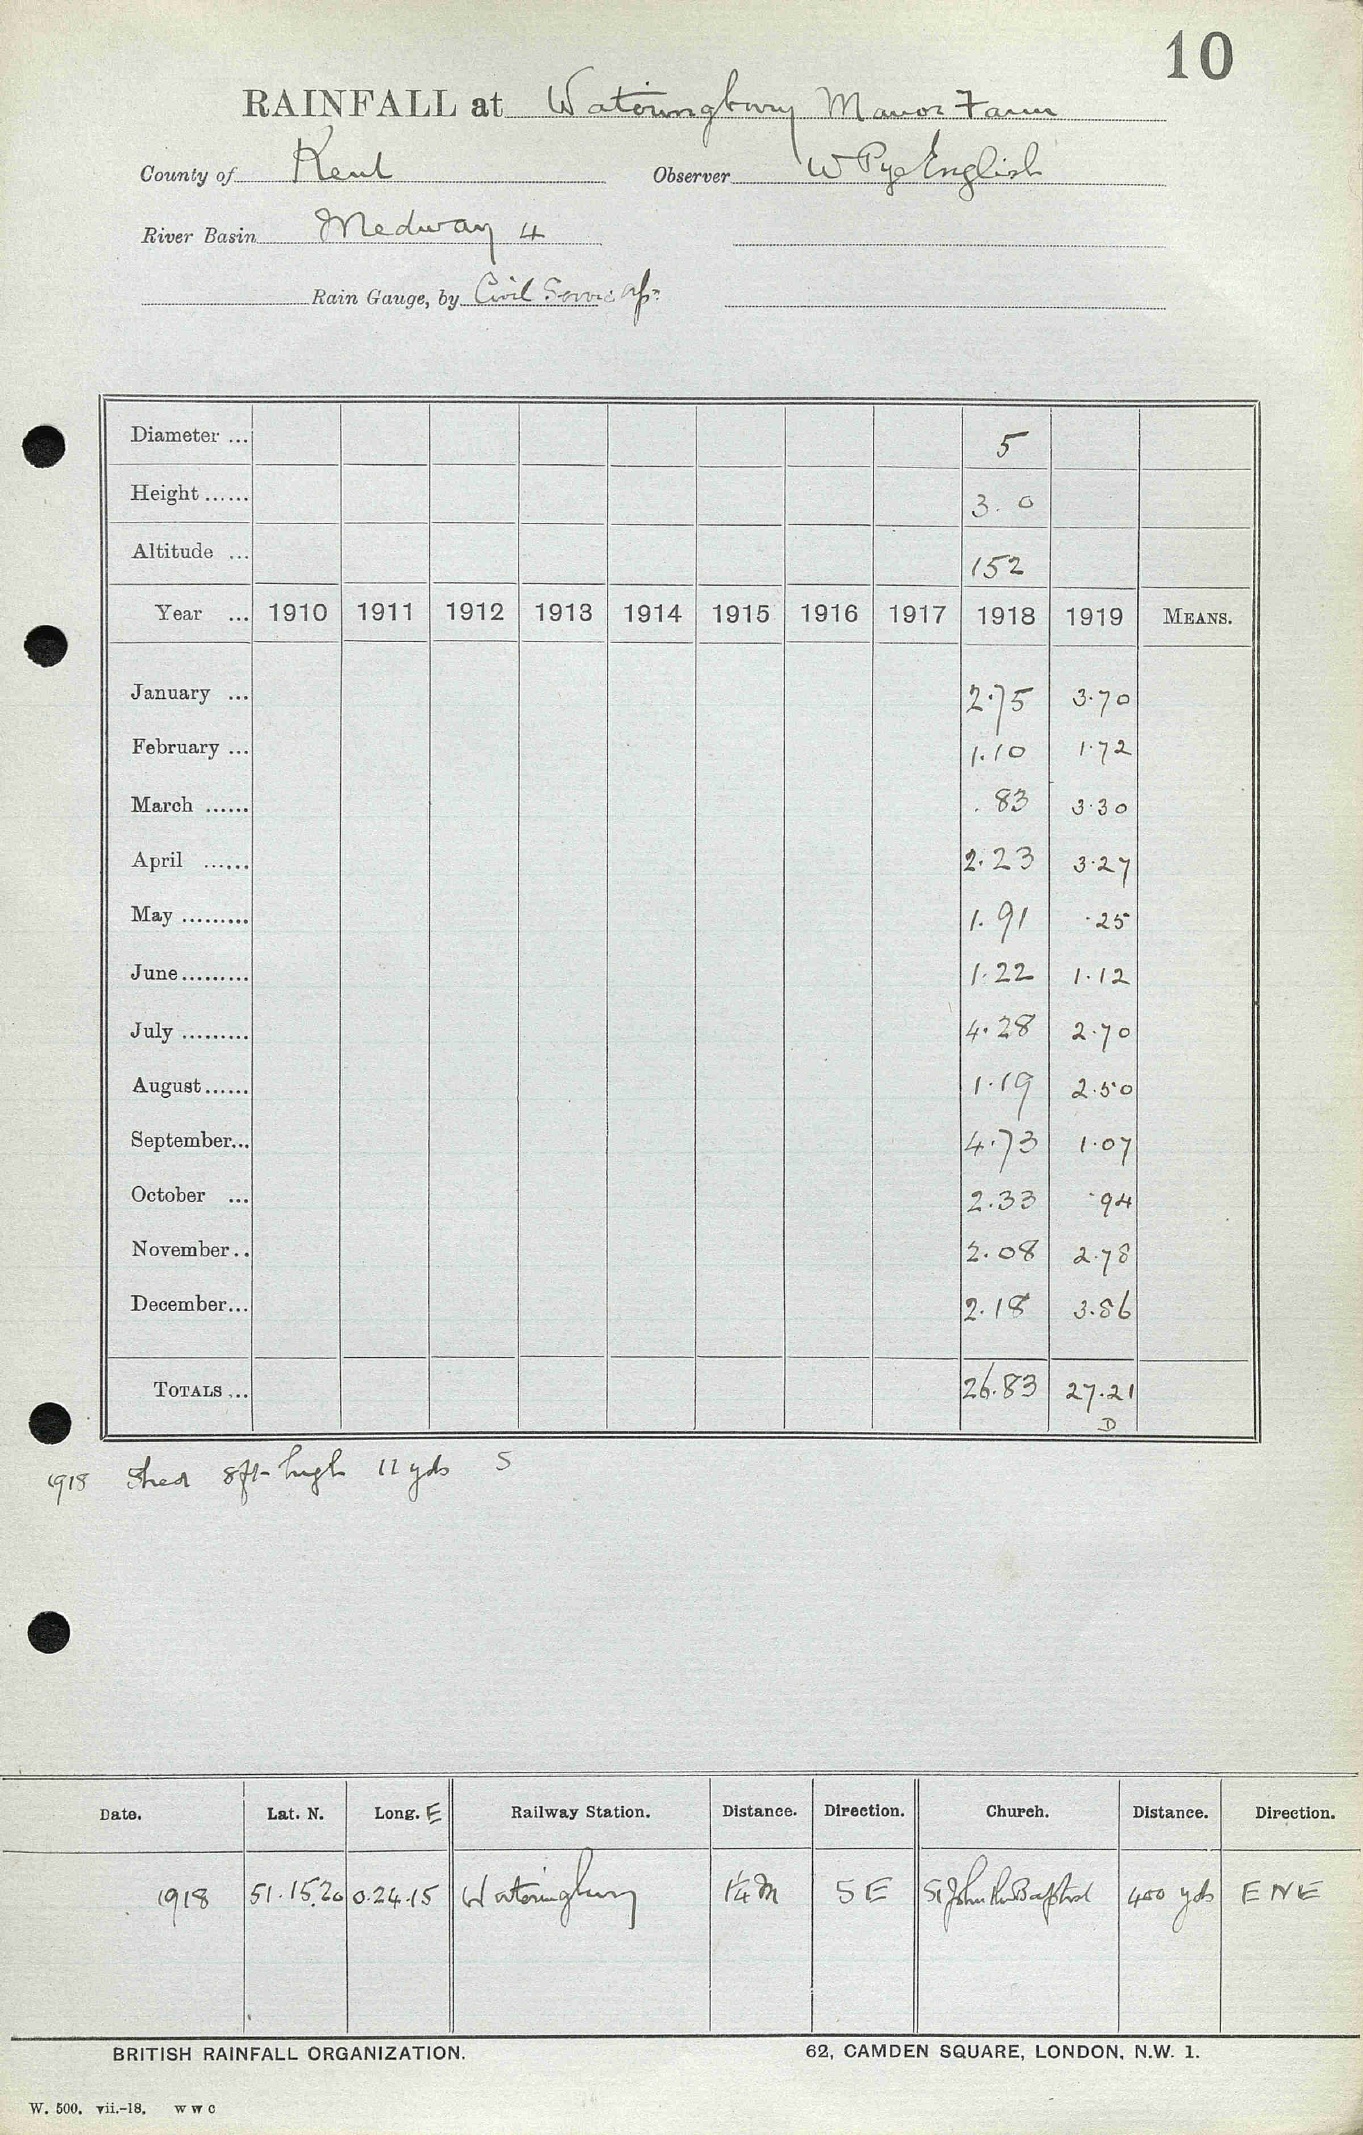 10
RAINFALL at Wateringbury Manor Farm
County of Kent Observer W Pye English
River Basin Medway 4
Rain Gauge, by Civil Service
Diameter ... 5
Height ...... 3.0
Altitude ... 152
Year ... 1910 1911 1912 1913 1914 1915 1916 1917 1918 1919 MEANS.
January ... 2.75 3.70
February ... 1.10 1.72
March ...... .83 3.30
April ...... 2.23 3.27
May ......... 1.91 .25
June ......... 1.22 1.12
July ......... 4.28 2.70
August ...... 1.19 2.50
September... 4.73 1.07
October ... 2.33 .94
November .. 2.08 2.78
December... 2.18 3.86
TOTALS ... 26.83 27.21
D
1918 Shed 8ft high 11 yds S
Date. Lat. N. Long. E Railway Station. Distance. Direction. Church. Distance. Direction.
1918 51.15.20 0.24.15 Wateringbury 1¼ M SE St John the Baptist 400 yds ENE
BRITISH RAINFALL ORGANIZATION. 62, CAMDEN SQUARE, LONDON, N.W. 1.
W. 500. vii.-18. W W C